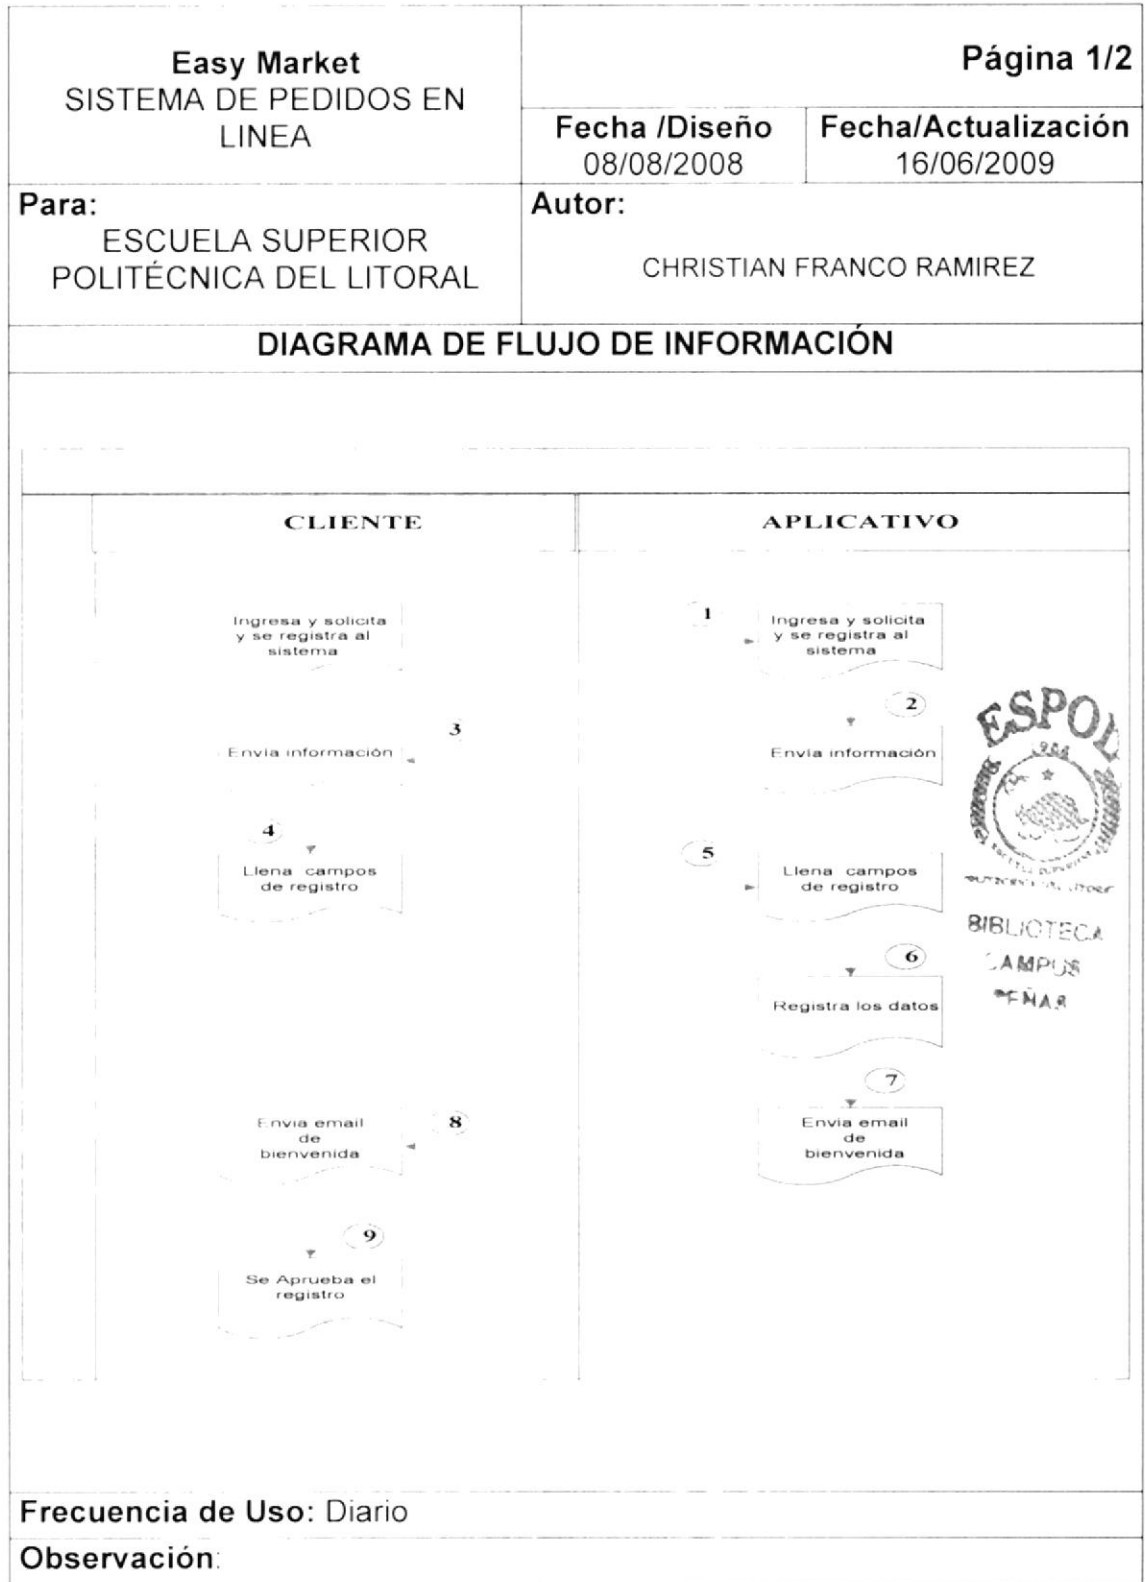 Easy Market
SISTEMA DE PEDIDOS EN
LINEA
Página 1/2
Fecha /Diseño
08/08/2008
Fecha/Actualización
16/06/2009
Para:
ESCUELA SUPERIOR
POLITÉCNICA DEL LITORAL
Autor:
CHRISTIAN FRANCO RAMIREZ
DIAGRAMA DE FLUJO DE INFORMACIÓN
CLIENTE
APLICATIVO
Ingresa y solicita
y se registra al
sistema
1
Ingresa y solicita
y se registra al
sistema
2
3
Envía información
Envía información
4
Llena campos
de registro
5
Llena campos
de registro
6
Registra los datos
7
Envia email
de
bienvenida
8
Envia email
de
bienvenida
9
Se Aprueba el
registro
ESPOL
BIBLIOTECA
CAMPUS
PEÑAS
Frecuencia de Uso: Diario
Observación: